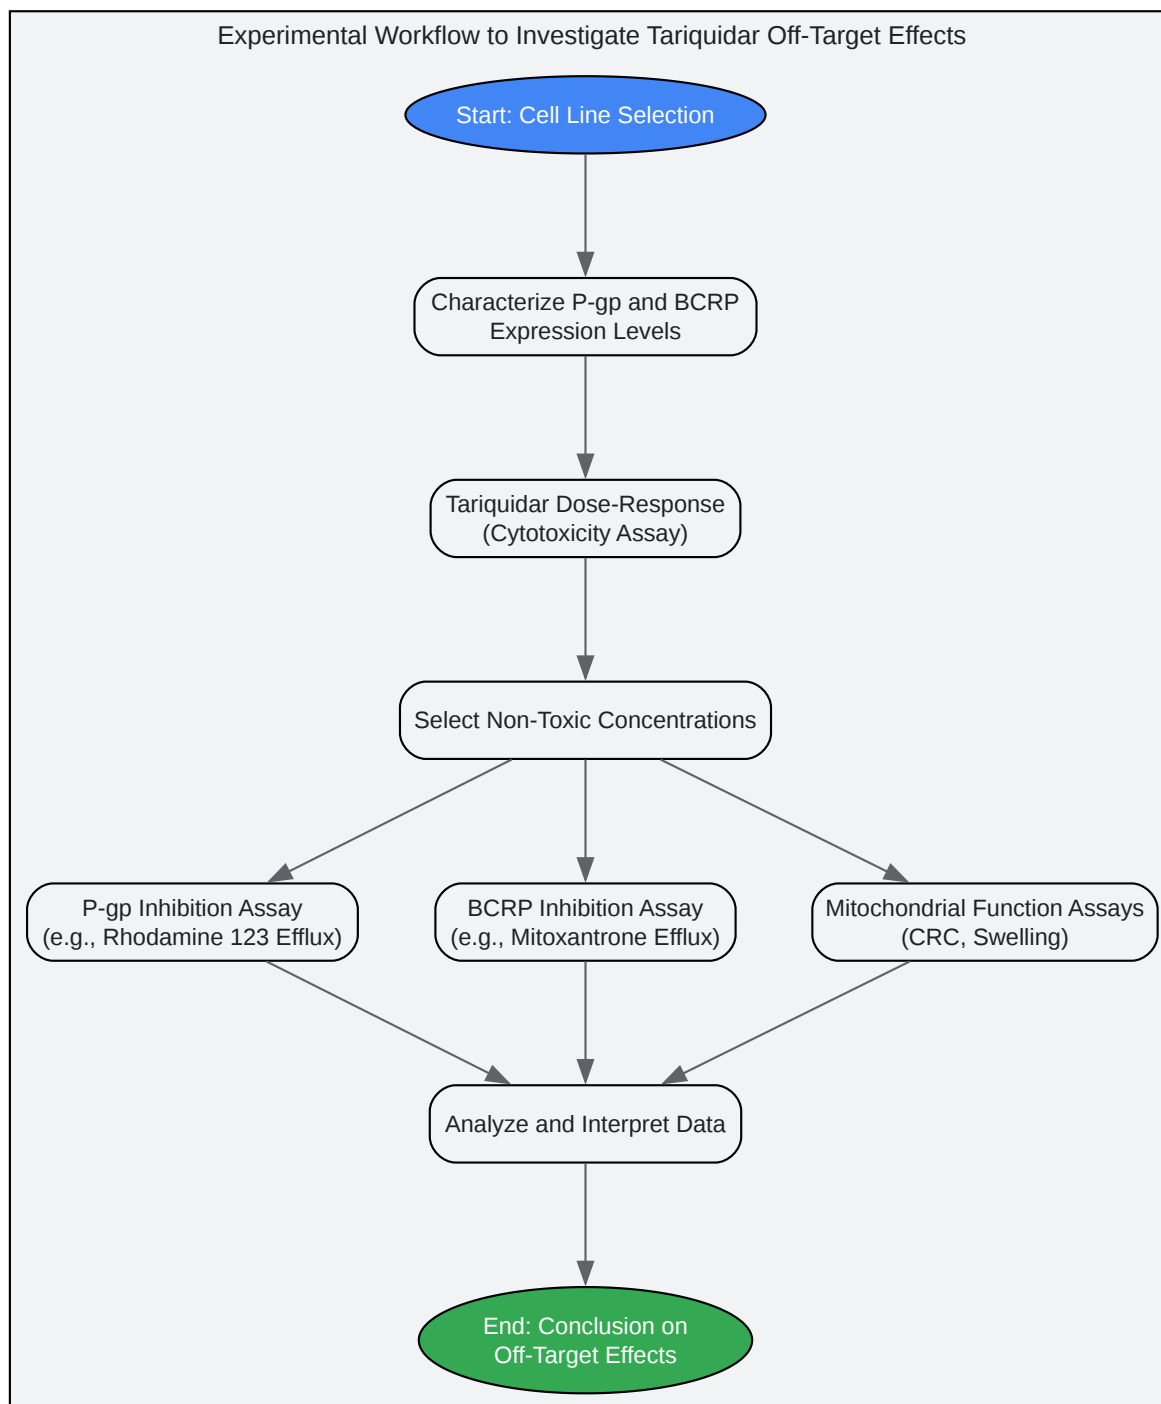 Experimental Workflow to Investigate Tariquidar Off-Target Effects
Start: Cell Line Selection
Characterize P-gp and BCRP
Expression Levels
Tariquidar Dose-Response
(Cytotoxicity Assay)
Select Non-Toxic Concentrations
P-gp Inhibition Assay
(e.g., Rhodamine 123 Efflux)
BCRP Inhibition Assay
(e.g., Mitoxantrone Efflux)
Mitochondrial Function Assays
(CRC, Swelling)
Analyze and Interpret Data
End: Conclusion on
Off-Target Effects